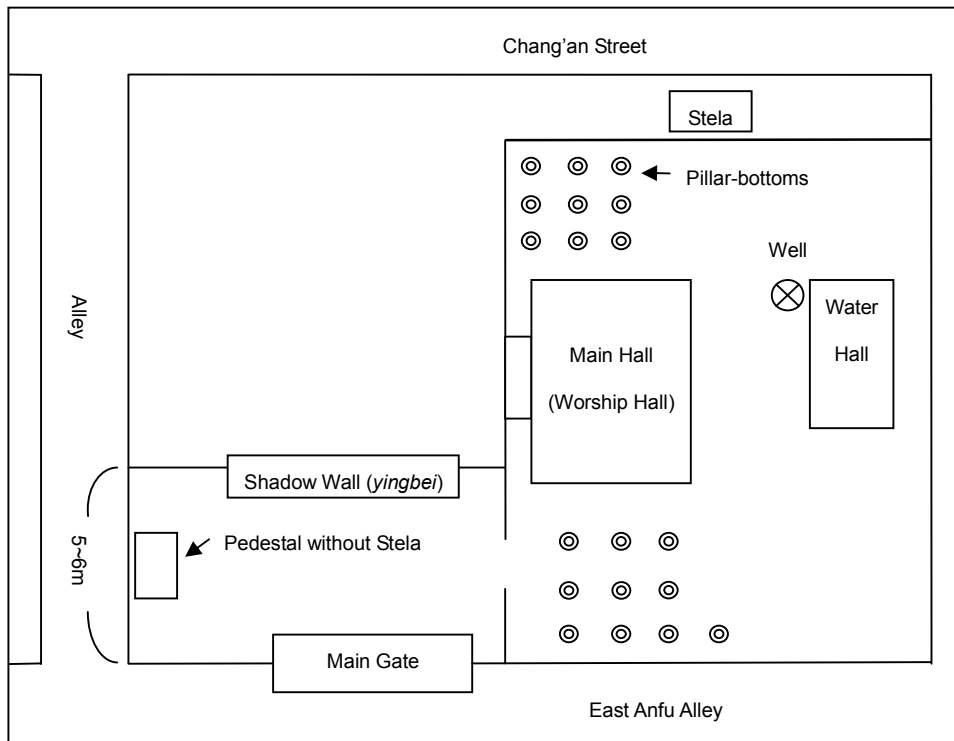 Chang’an Street
Stela
Pillar-bottoms
Well
Water
Hall
Alley
Main Hall
(Worship Hall)
Shadow Wall (yingbei)
5~6m
Pedestal without Stela
Main Gate
East Anfu Alley